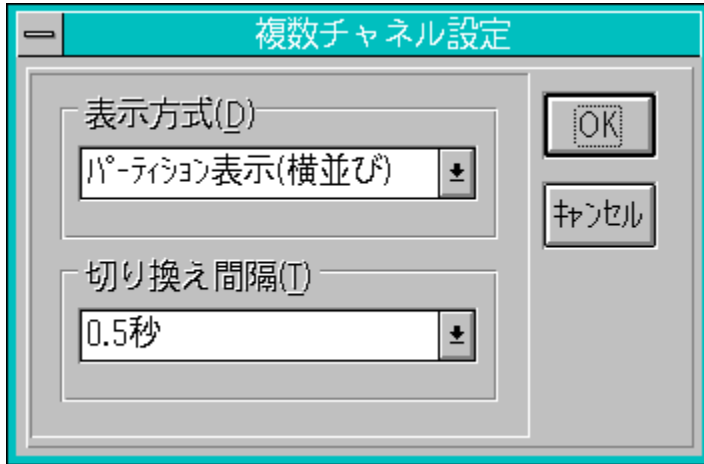 複数チャネル設定
表示方式(D)
ﾊﾟｰﾃｨｼｮﾝ表示(横並び)
切り換え間隔(T)
0.5秒
OK
ｷｬﾝｾﾙ